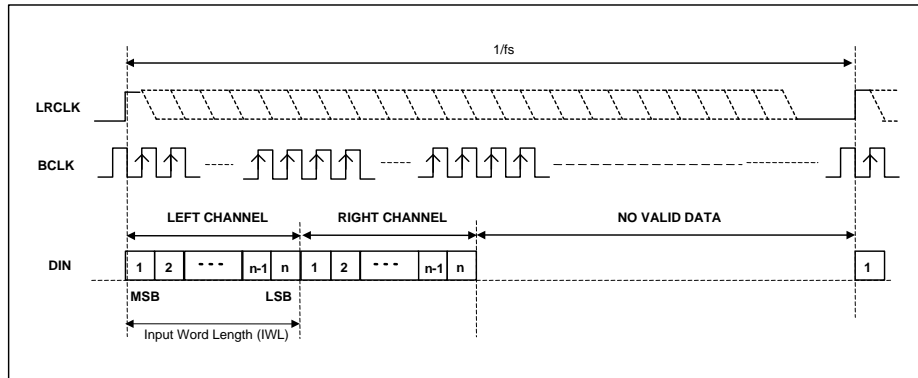 1/fs
LRCLK
BCLK
LEFT CHANNEL RIGHT CHANNEL NO VALID DATA
DIN 1 2 n-1 n 1 2 n-1 n 1
MSB LSB
Input Word Length (IWL)